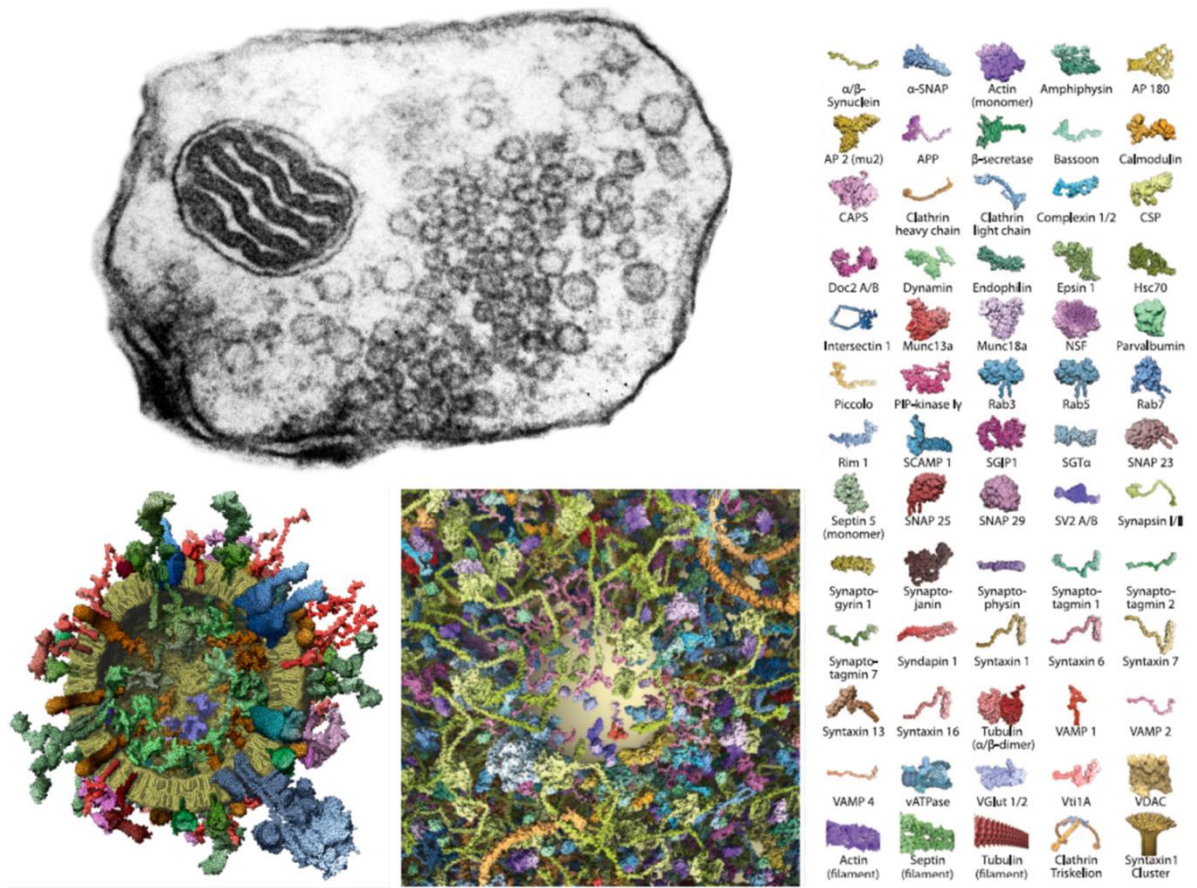 α/β-
Synuclein
α-SNAP
Actin
(monomer)
Amphiphysin
AP 180
AP 2 (mu2)
APP
β-secretase
Bassoon
Calmodulin
CAPS
Clathrin
heavy chain
Clathrin
light chain
Complexin 1/2
CSP
Doc2 A/B
Dynamin
Endophilin
Epsin 1
Hsc70
Intersectin 1
Munc13a
Munc18a
NSF
Parvalbumin
Piccolo
PIP-kinase Iγ
Rab3
Rab5
Rab7
Rim 1
SCAMP 1
SGIP1
SGTα
SNAP 23
Septin 5
(monomer)
SNAP 25
SNAP 29
SV2 A/B
Synapsin I/II
Synapto-
gyrin 1
Synapto-
janin
Synapto-
physin
Synapto-
tagmin 1
Synapto-
tagmin 2
Synapto-
tagmin 7
Syndapin 1
Syntaxin 1
Syntaxin 6
Syntaxin 7
Syntaxin 13
Syntaxin 16
Tubulin
(α/β-dimer)
VAMP 1
VAMP 2
VAMP 4
vATPase
VGlut 1/2
Vti1A
VDAC
Actin
(filament)
Septin
(filament)
Tubulin
(filament)
Clathrin
Triskelion
Syntaxin1
Cluster